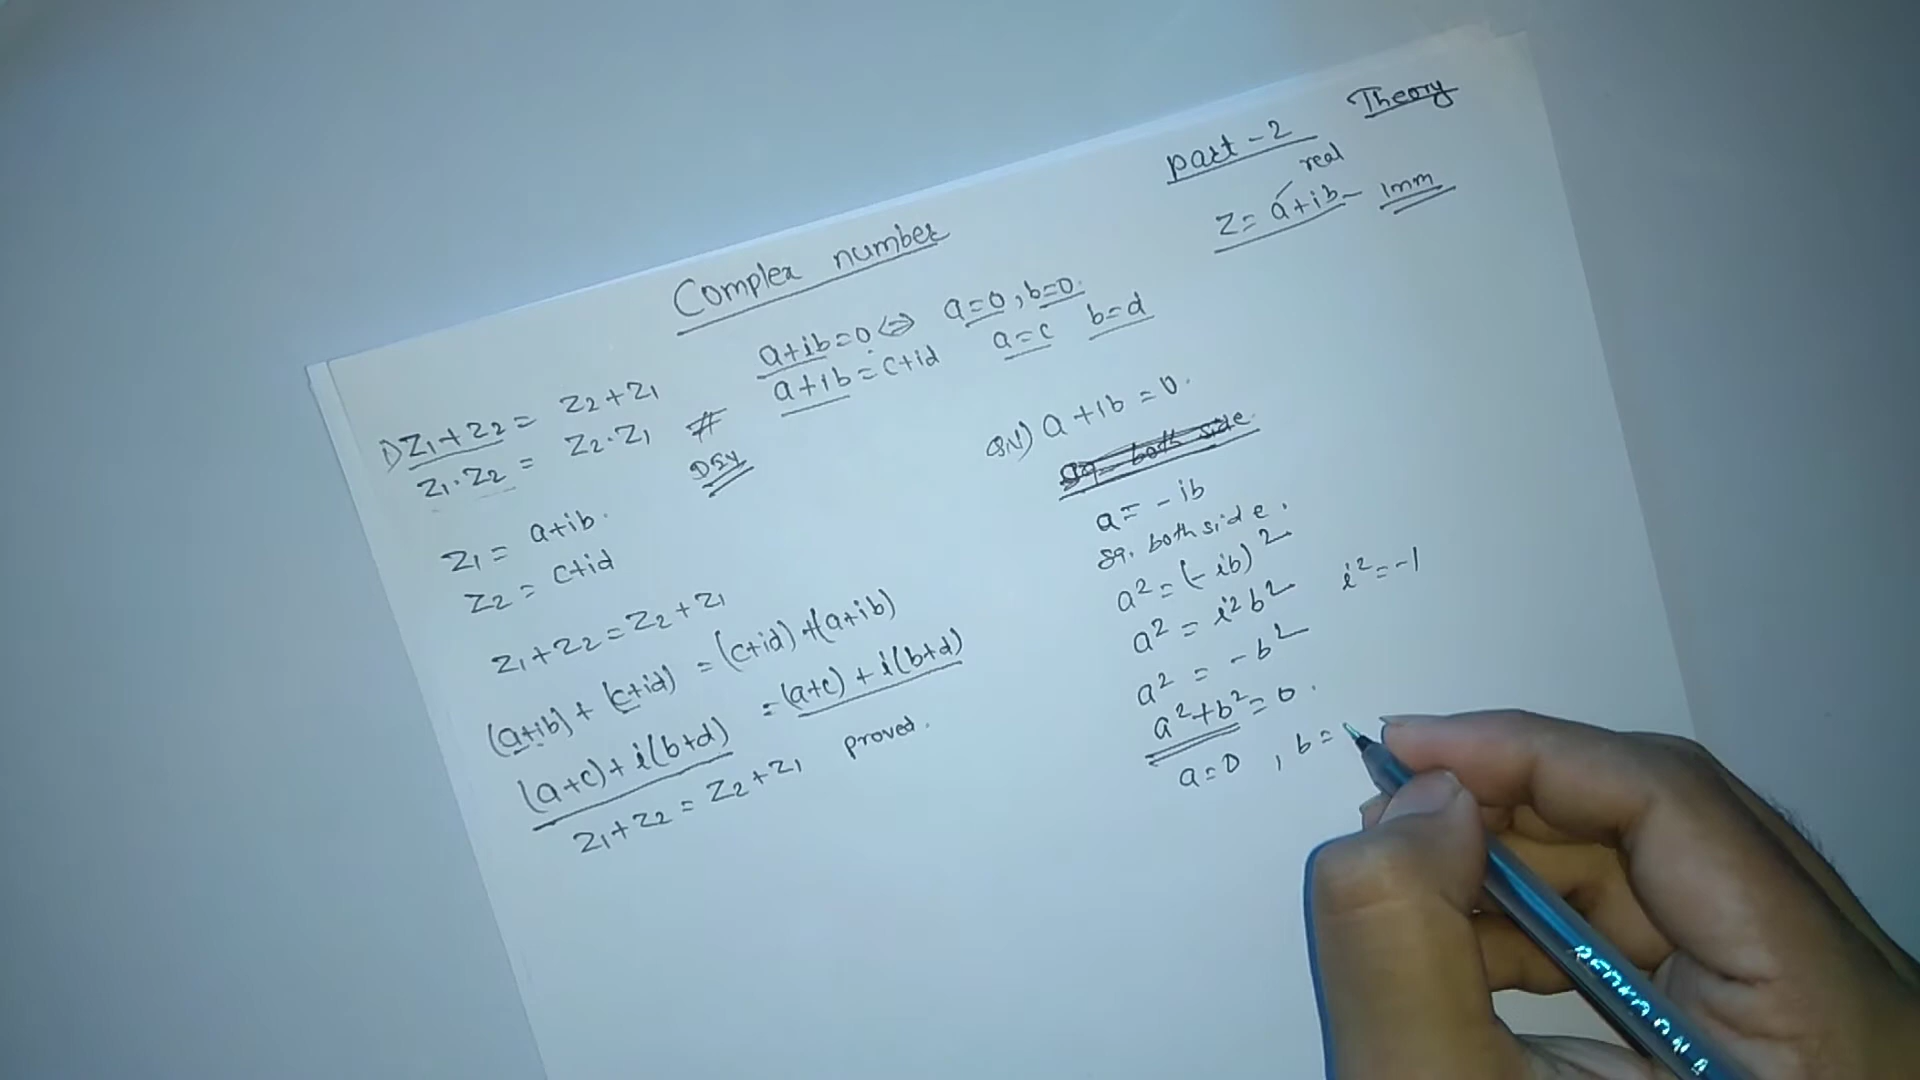 Theory
part - 2
real
Z = a+ib Imm
Complex number
a+ib=0 ⇔ a=0, b=0.
a+ib = c+id a=c b=d
1) Z1+Z2 = Z2+Z1
Z1·Z2 = Z2·Z1 #
Z1 = a+ib.
Z2 = c+id
Z1+Z2 = Z2+Z1
(a+ib)+(c+id) = (c+id)+(a+ib)
(a+c)+i(b+d) = (a+c)+i(b+d)
Z1+Z2 = Z2+Z1 proved.
a+ib=0.
Sq. both side.
a = -ib
Sq. both side.
a² = (-ib)²
a² = i²b² i²=-1
a² = -b²
a²+b²=0.
a=0, b=